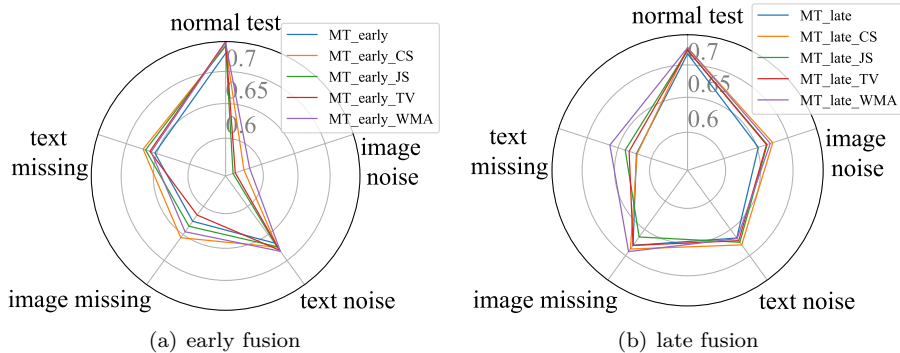 normal test
0.7
0.65
0.6
text
missing
image
noise
image missing
text noise
MT_early
MT_early_CS
MT_early_JS
MT_early_TV
MT_early_WMA
(a) early fusion
normal test
0.7
0.65
0.6
text
missing
image
noise
image missing
text noise
MT_late
MT_late_CS
MT_late_JS
MT_late_TV
MT_late_WMA
(b) late fusion